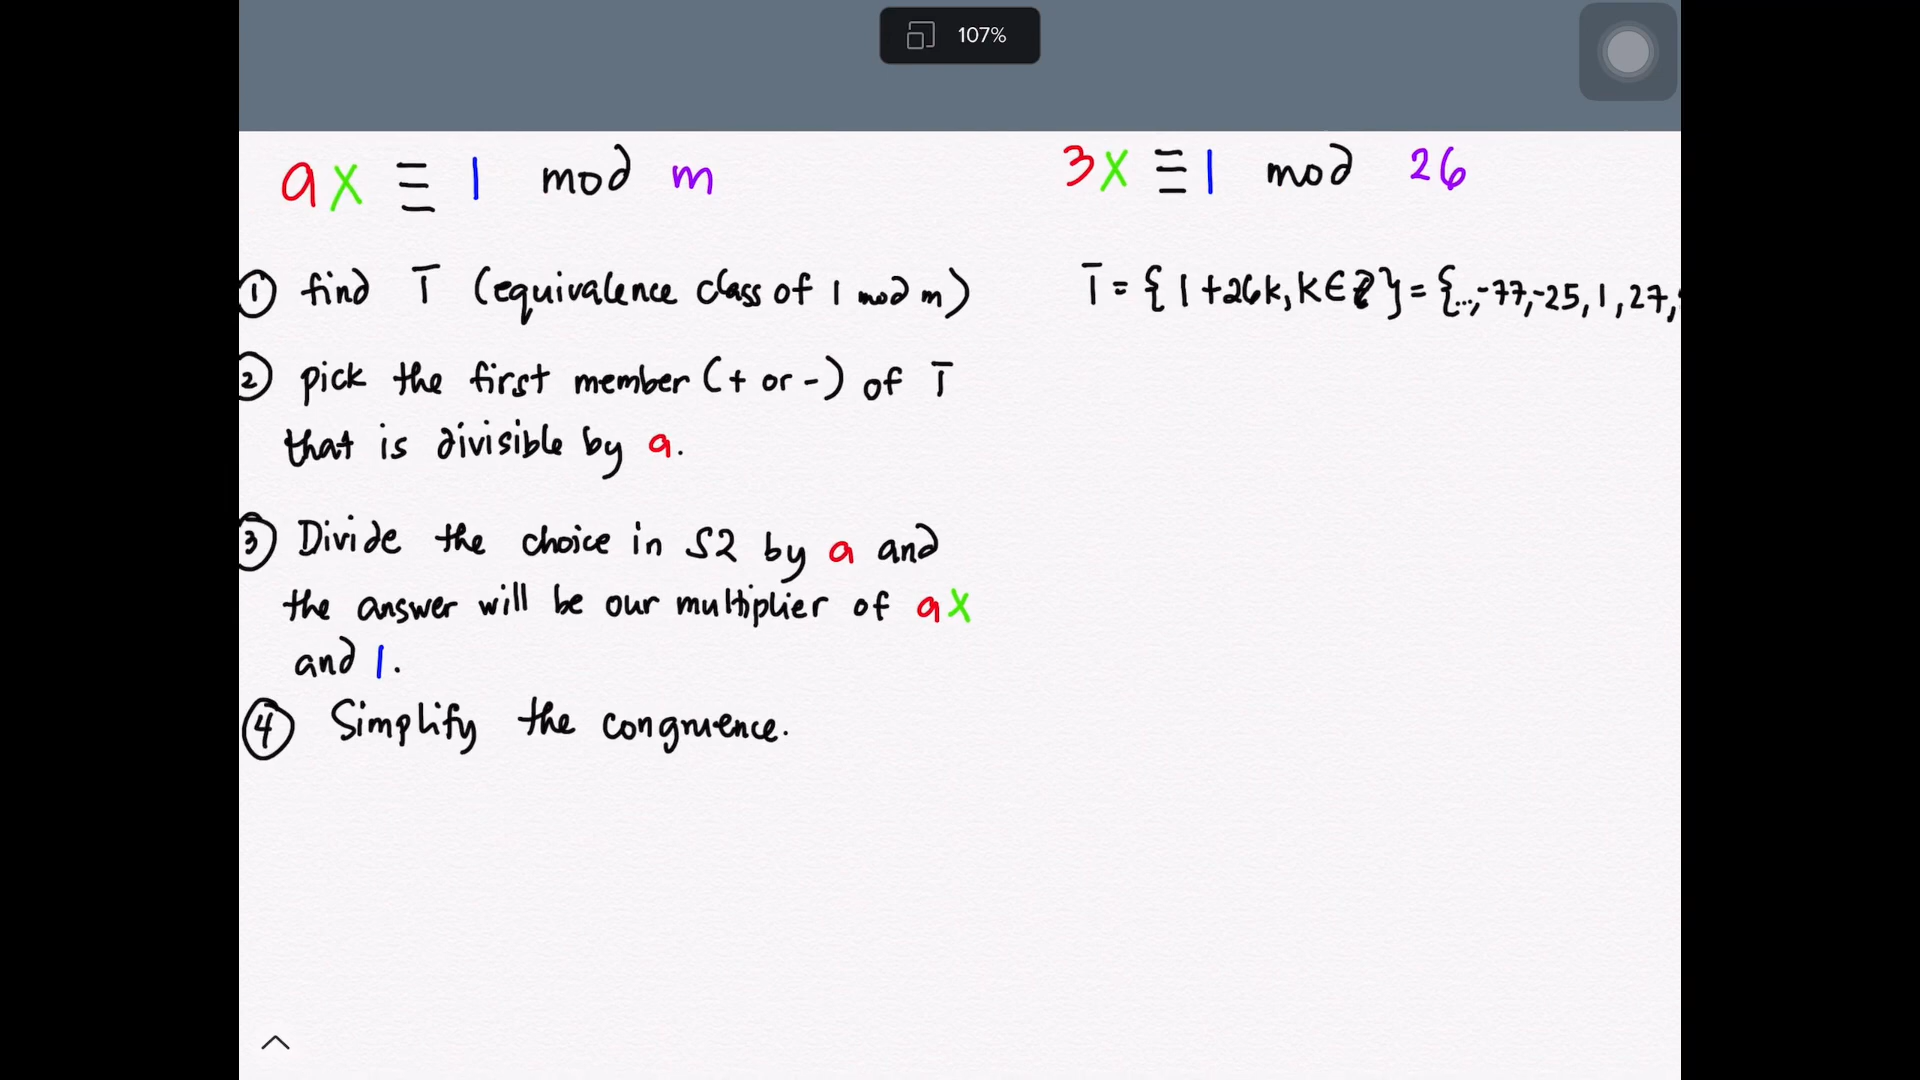 107%
ax ≡ 1 mod m
① find 1̅ (equivalence class of 1 mod m)
② pick the first member (+ or -) of 1̅
that is divisible by a.
③ Divide the choice in S2 by a and
the answer will be our multiplier of ax
and 1.
④ Simplify the congruence.
3x ≡ 1 mod 26
1̅ = { 1+26k, k∈ℤ} = {..., -77, -25, 1, 27,